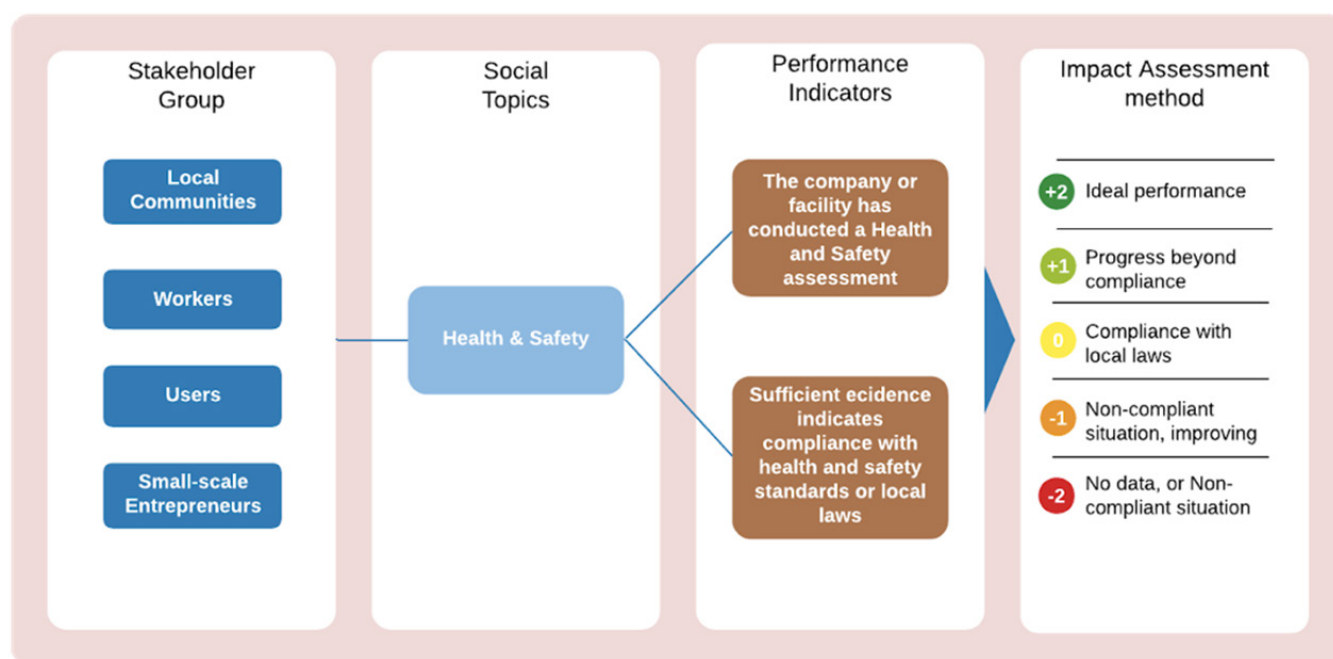 Stakeholder
Group
Local
Communities
Workers
Users
Small-scale
Entrepreneurs
Social
Topics
Health & Safety
Performance
Indicators
The company or
facility has
conducted a Health
and Safety
assessment
Sufficient ecidence
indicates
compliance with
health and safety
standards or local
laws
Impact Assessment
method
+2 Ideal performance
+1 Progress beyond
compliance
0 Compliance with
local laws
-1 Non-compliant
situation, improving
-2 No data, or Non-
compliant situation